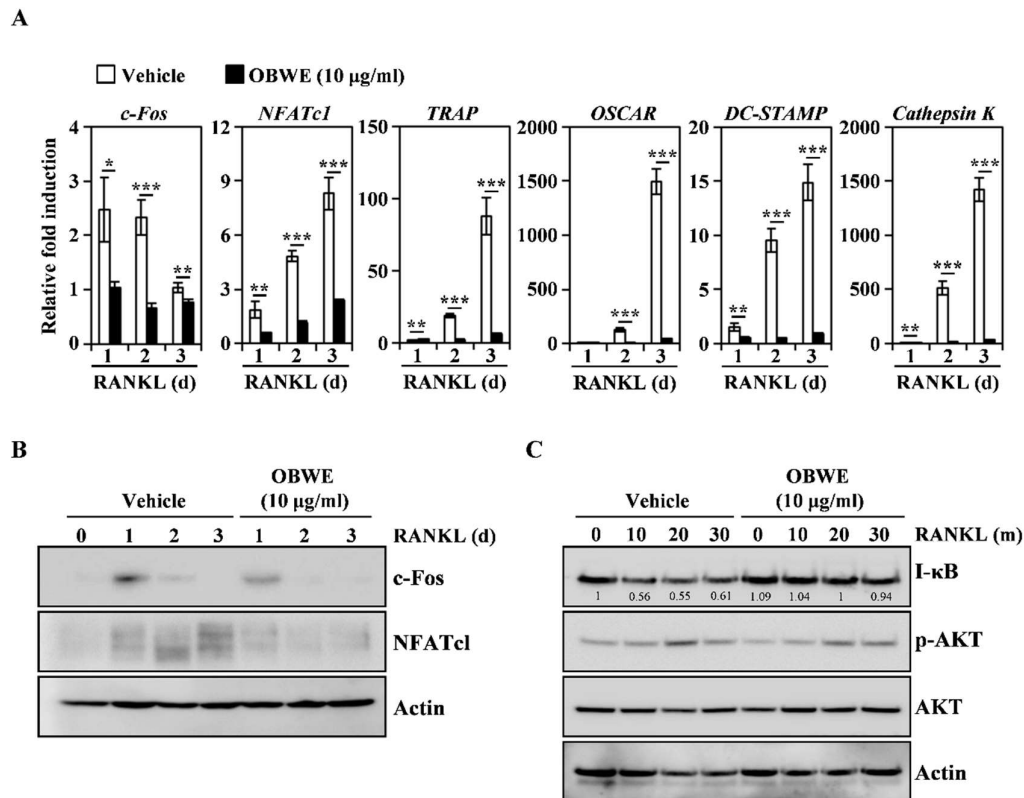 A
Vehicle OBWE (10 µg/ml)
c-Fos NFATc1 TRAP OSCAR DC-STAMP Cathepsin K
Relative fold induction
4 12 150 2000 20 2000
3 9 100 1500 15 1500
2 6 1000 10 1000
1 3 50 500 5 500
0 0 0 0 0 0
* *** ** ** *** *** ** *** *** *** *** ** *** *** ** *** ***
1 2 3 1 2 3 1 2 3 1 2 3 1 2 3 1 2 3
RANKL (d) RANKL (d) RANKL (d) RANKL (d) RANKL (d) RANKL (d)
B
OBWE
Vehicle (10 µg/ml)
0 1 2 3 1 2 3 RANKL (d)
c-Fos
NFATcl
Actin
C
OBWE
Vehicle (10 µg/ml)
0 10 20 30 0 10 20 30 RANKL (m)
I-κB
1 0.56 0.55 0.61 1.09 1.04 1 0.94
p-AKT
AKT
Actin